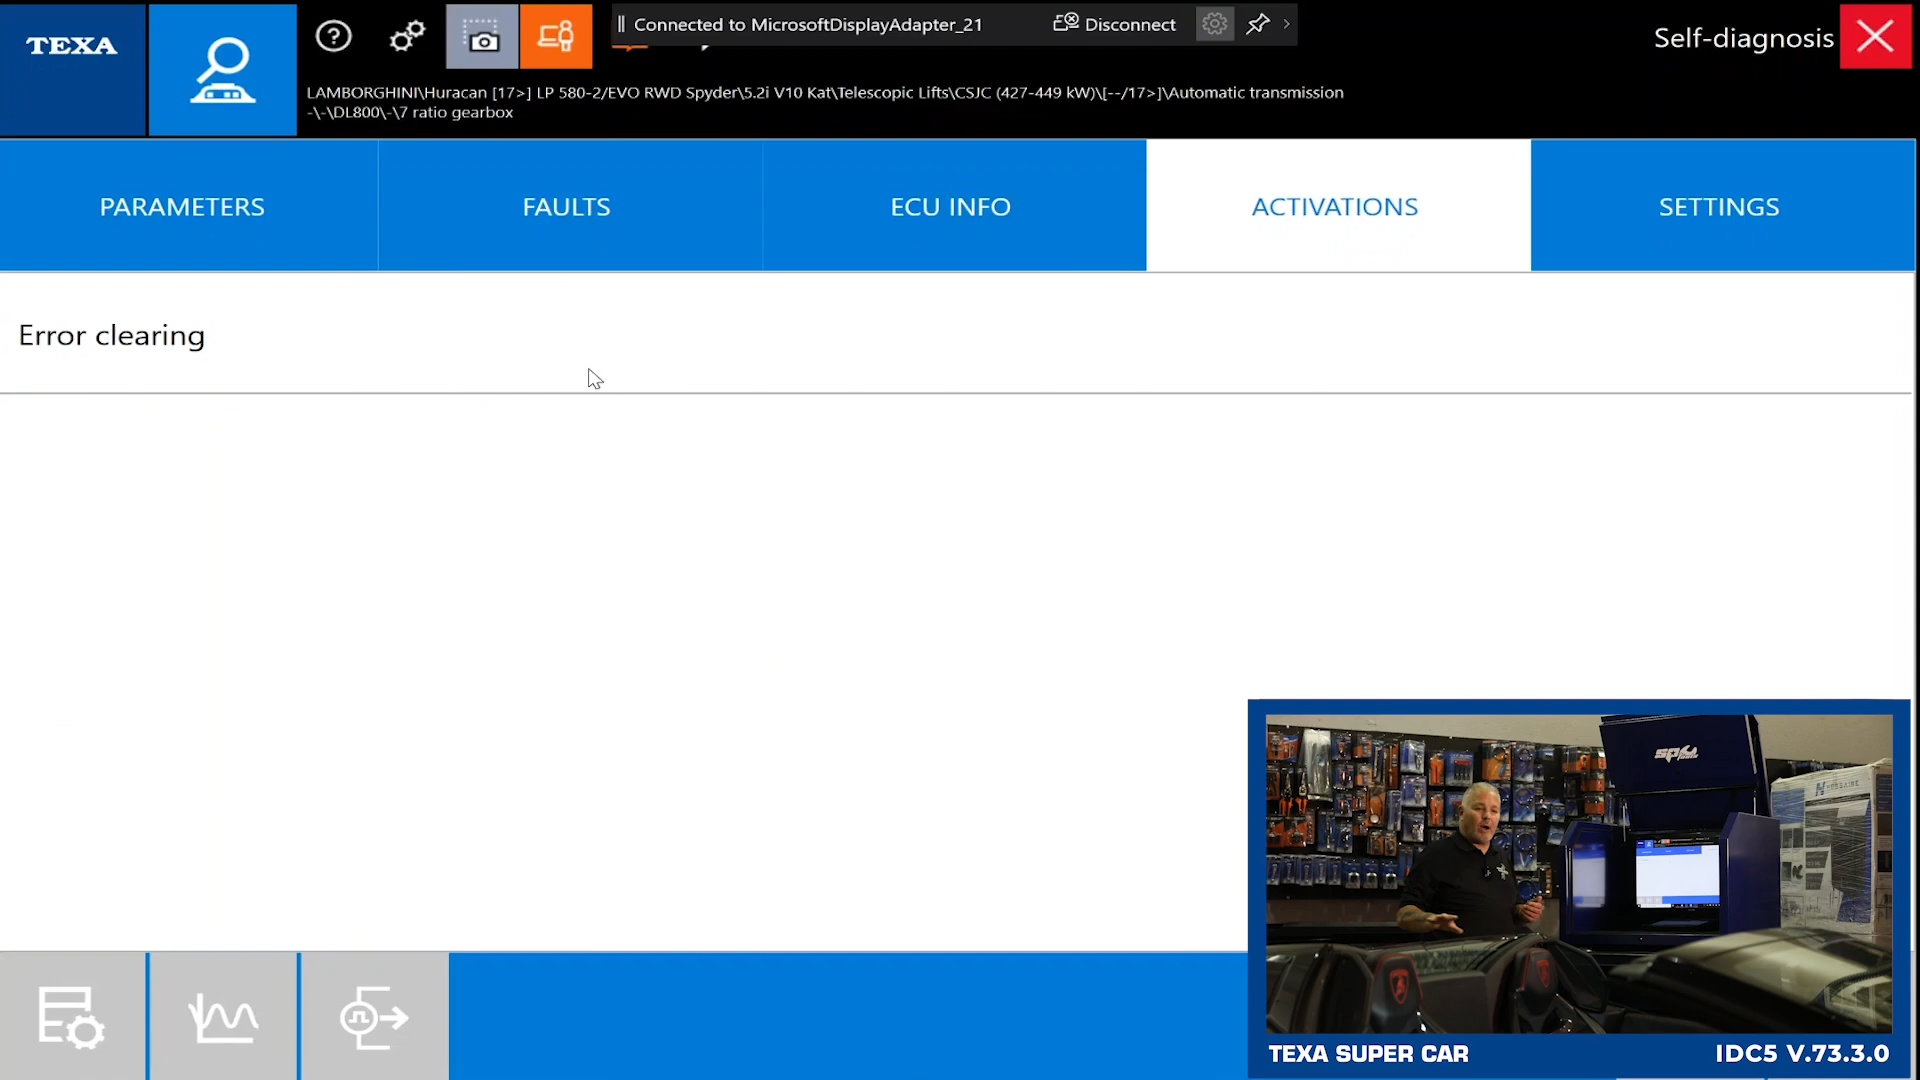 TEXA
Connected to MicrosoftDisplayAdapter_21
Disconnect
Self-diagnosis
LAMBORGHINI\Huracan [17>] LP 580-2/EVO RWD Spyder\5.2i V10 Kat\Telescopic Lifts\CSJC (427-449 kW)\[--/17>]\Automatic transmission
-\-\DL800\-\7 ratio gearbox
PARAMETERS
FAULTS
ECU INFO
ACTIVATIONS
SETTINGS
Error clearing
TEXA SUPER CAR
IDC5 V.73.3.0